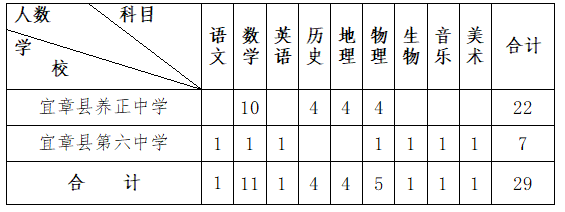 人数 科目 学校 语文 数学 英语 历史 地理 物理 生物 音乐 美术 合计
宜章县养正中学 10 4 4 4 22
宜章县第六中学 1 1 1 1 1 1 1 7
合 计 1 11 1 4 4 5 1 1 1 29